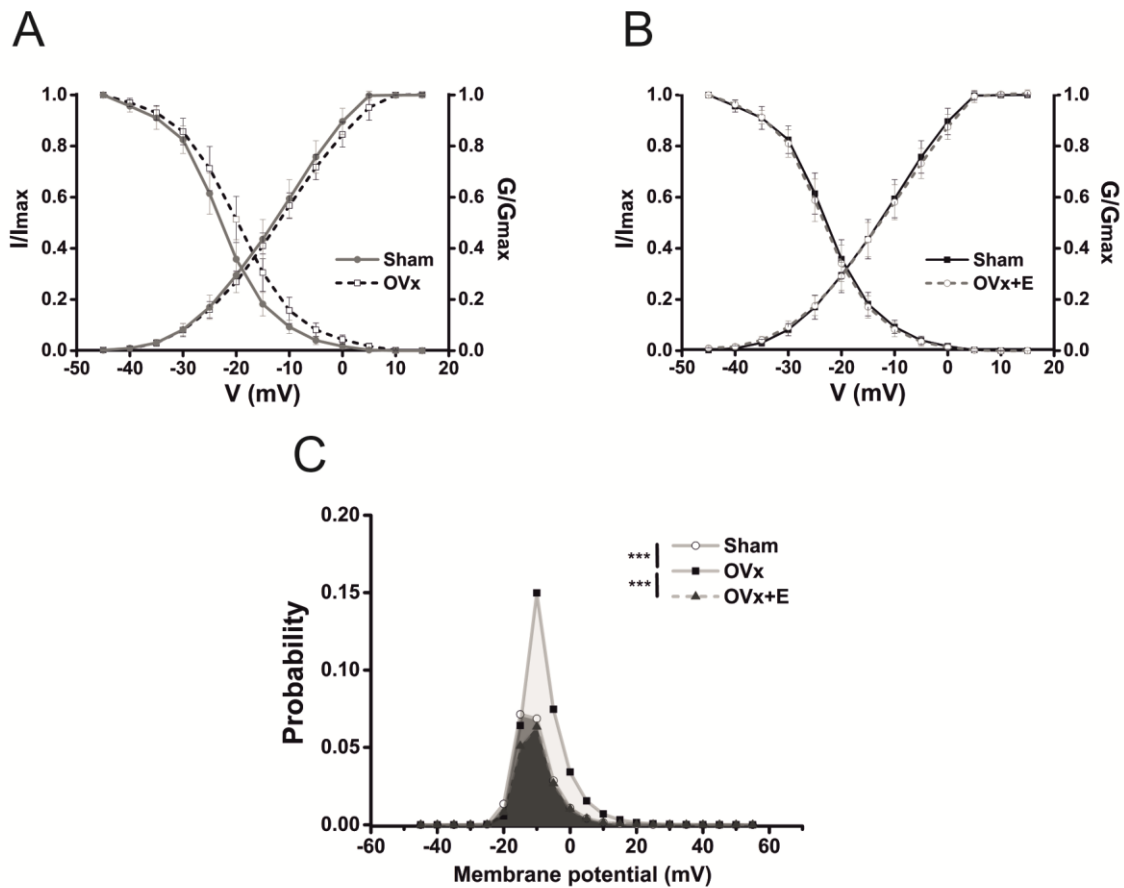 A
1.0
0.8
0.6
0.4
0.2
0.0
I/Imax
1.0
0.8
0.6
0.4
0.2
0.0
G/Gmax
Sham
OVx
-50 -40 -30 -20 -10 0 10 20
V (mV)
B
1.0
0.8
0.6
0.4
0.2
0.0
I/Imax
1.0
0.8
0.6
0.4
0.2
0.0
G/Gmax
Sham
OVx+E
-50 -40 -30 -20 -10 0 10 20
V (mV)
C
0.20
0.15
0.10
0.05
0.00
Probability
*** Sham
*** OVx
OVx+E
-60 -40 -20 0 20 40 60
Membrane potential (mV)